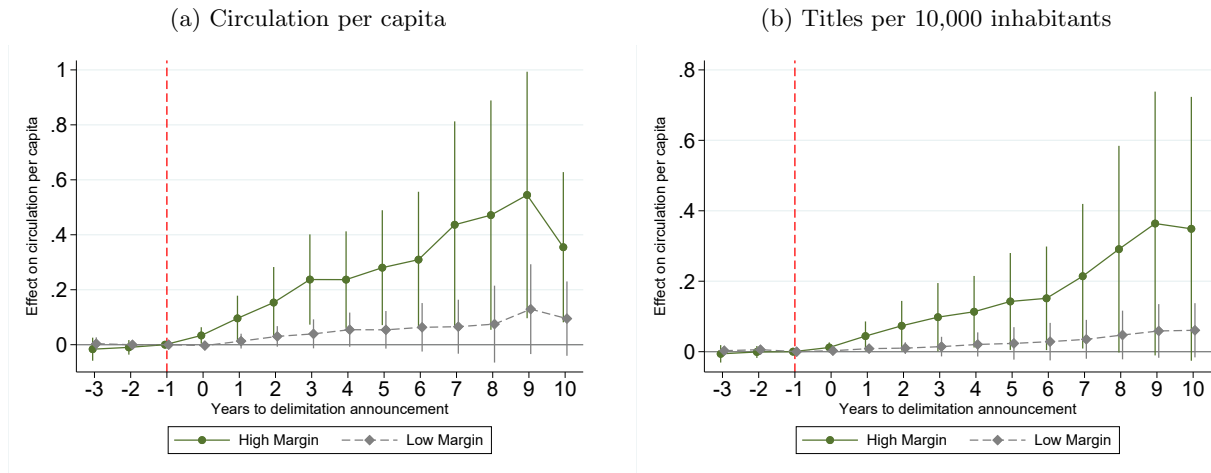 (a) Circulation per capita
Effect on circulation per capita
1
.8
.6
.4
.2
0
-3 -2 -1 0 1 2 3 4 5 6 7 8 9 10
Years to delimitation announcement
High Margin Low Margin
(b) Titles per 10,000 inhabitants
Effect on circulation per capita
.8
.6
.4
.2
0
-3 -2 -1 0 1 2 3 4 5 6 7 8 9 10
Years to delimitation announcement
High Margin Low Margin